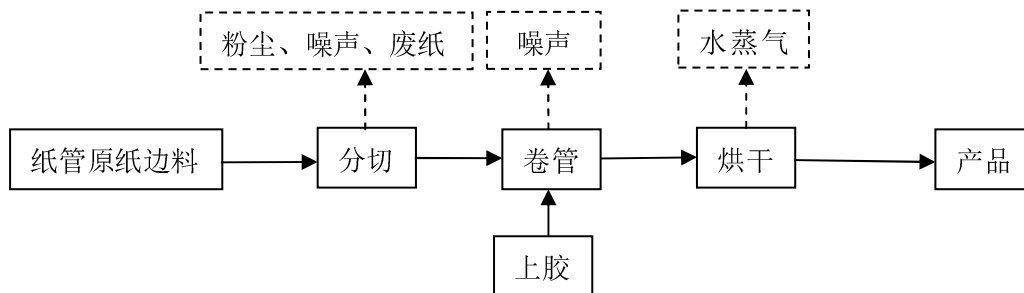 粉尘、噪声、废纸
噪声
水蒸气
纸管原纸边料
分切
卷管
烘干
产品
上胶